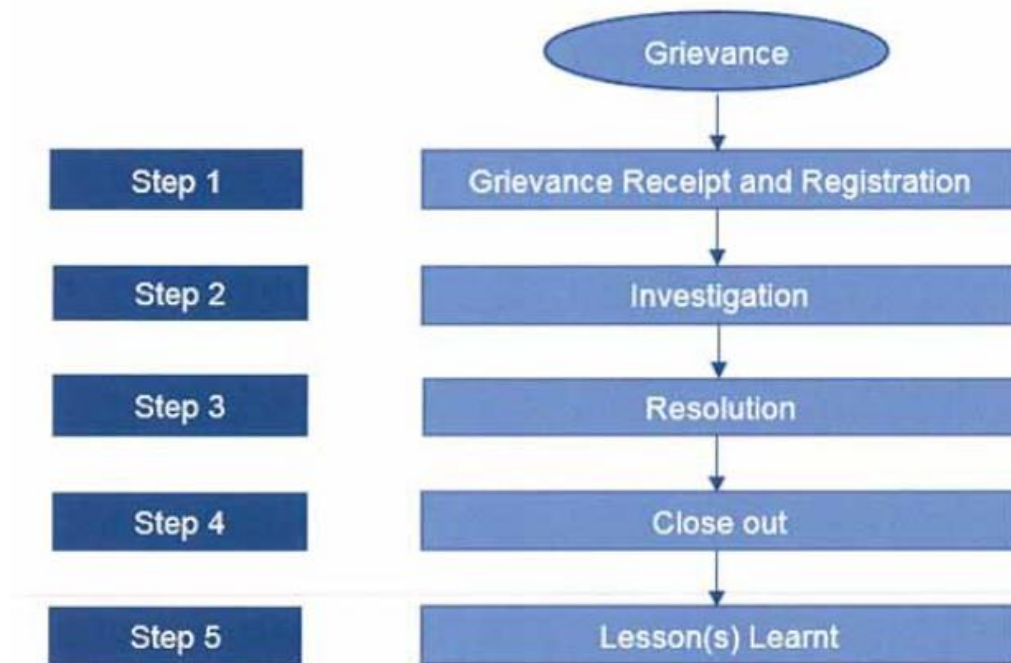 Grievance
Step 1
Grievance Receipt and Registration
Step 2
Investigation
Step 3
Resolution
Step 4
Close out
Step 5
Lesson(s) Learnt